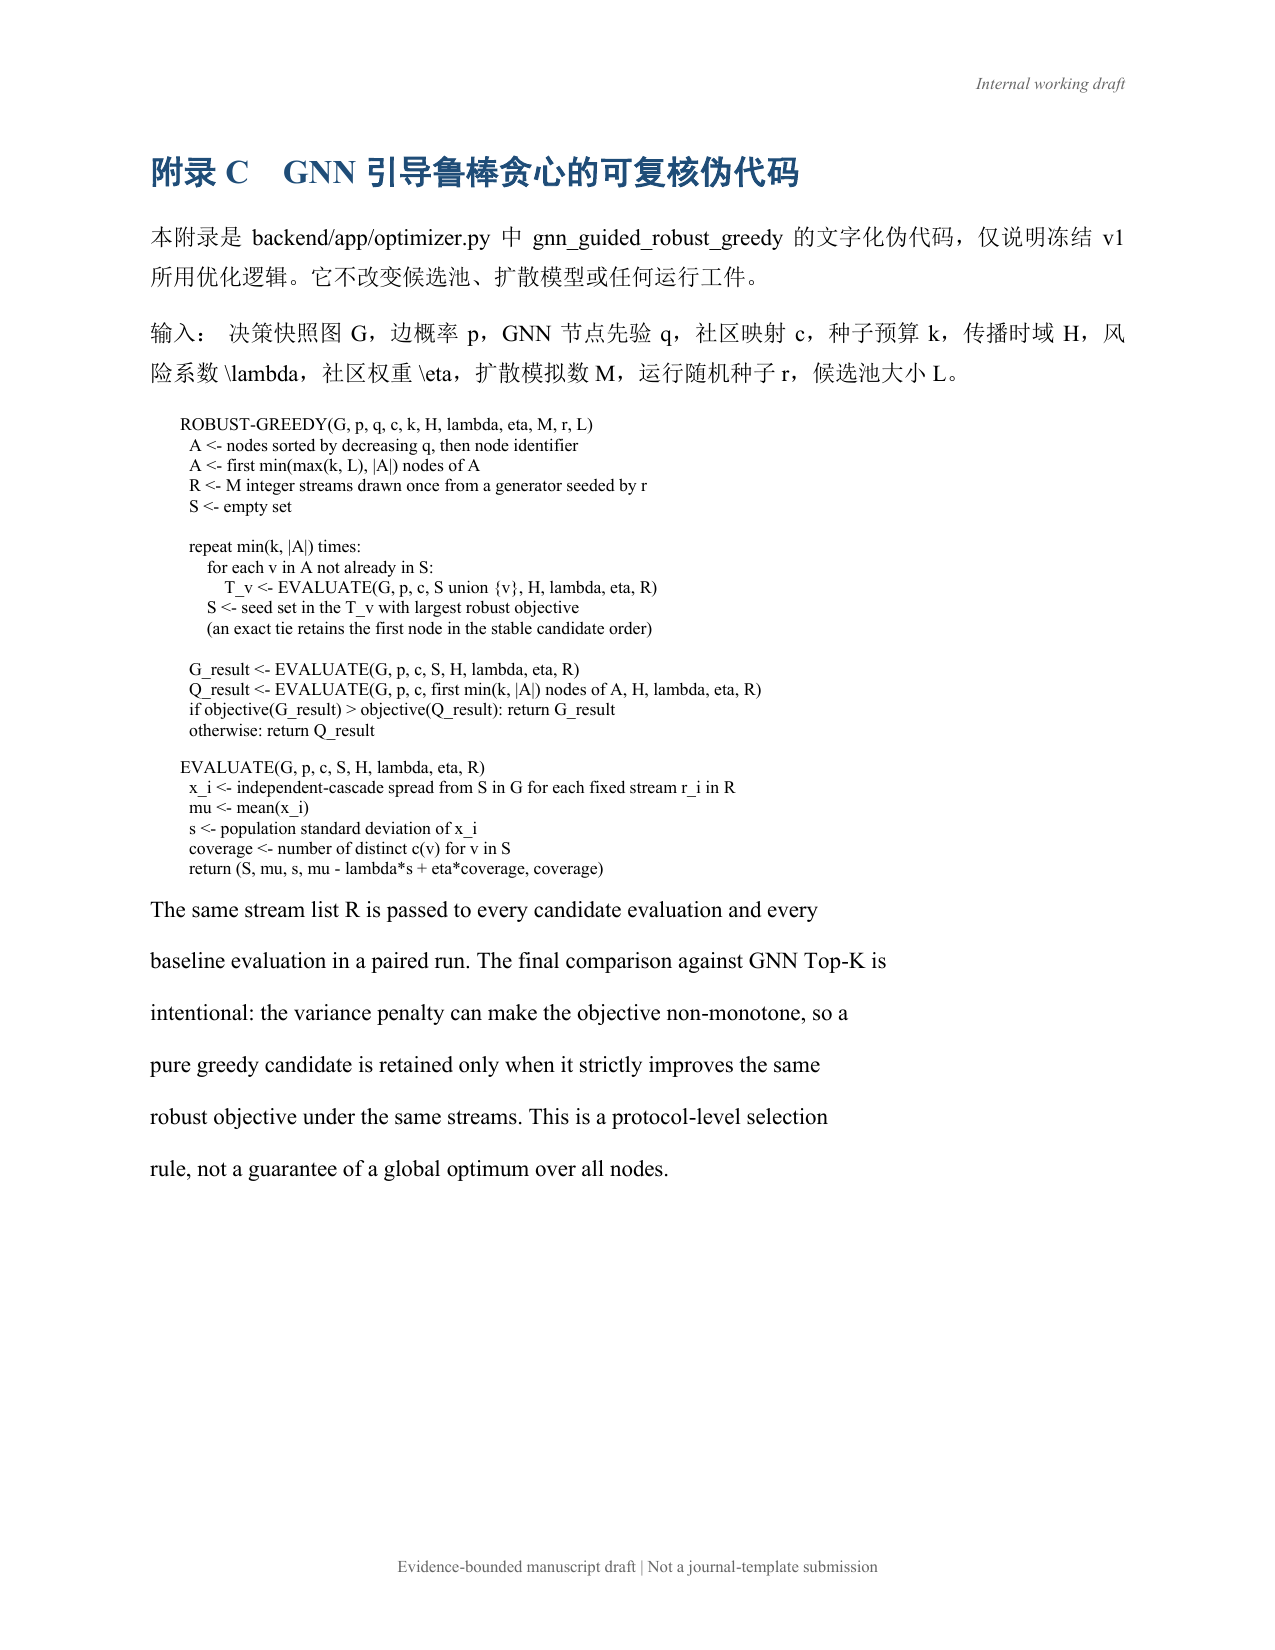 Internal working draft
附录 C GNN 引导鲁棒贪心的可复核伪代码
本附录是 backend/app/optimizer.py 中 gnn_guided_robust_greedy 的文字化伪代码，仅说明冻结 v1
所用优化逻辑。它不改变候选池、扩散模型或任何运行工件。
输入： 决策快照图 G，边概率 p，GNN 节点先验 q，社区映射 c，种子预算 k，传播时域 H，风
险系数 \lambda，社区权重 \eta，扩散模拟数 M，运行随机种子 r，候选池大小 L。
ROBUST-GREEDY(G, p, q, c, k, H, lambda, eta, M, r, L)
A <- nodes sorted by decreasing q, then node identifier
A <- first min(max(k, L), |A|) nodes of A
R <- M integer streams drawn once from a generator seeded by r
S <- empty set
repeat min(k, |A|) times:
for each v in A not already in S:
T_v <- EVALUATE(G, p, c, S union {v}, H, lambda, eta, R)
S <- seed set in the T_v with largest robust objective
(an exact tie retains the first node in the stable candidate order)
G_result <- EVALUATE(G, p, c, S, H, lambda, eta, R)
Q_result <- EVALUATE(G, p, c, first min(k, |A|) nodes of A, H, lambda, eta, R)
if objective(G_result) > objective(Q_result): return G_result
otherwise: return Q_result
EVALUATE(G, p, c, S, H, lambda, eta, R)
x_i <- independent-cascade spread from S in G for each fixed stream r_i in R
mu <- mean(x_i)
s <- population standard deviation of x_i
coverage <- number of distinct c(v) for v in S
return (S, mu, s, mu - lambda*s + eta*coverage, coverage)
The same stream list R is passed to every candidate evaluation and every
baseline evaluation in a paired run. The final comparison against GNN Top-K is
intentional: the variance penalty can make the objective non-monotone, so a
pure greedy candidate is retained only when it strictly improves the same
robust objective under the same streams. This is a protocol-level selection
rule, not a guarantee of a global optimum over all nodes.
Evidence-bounded manuscript draft | Not a journal-template submission